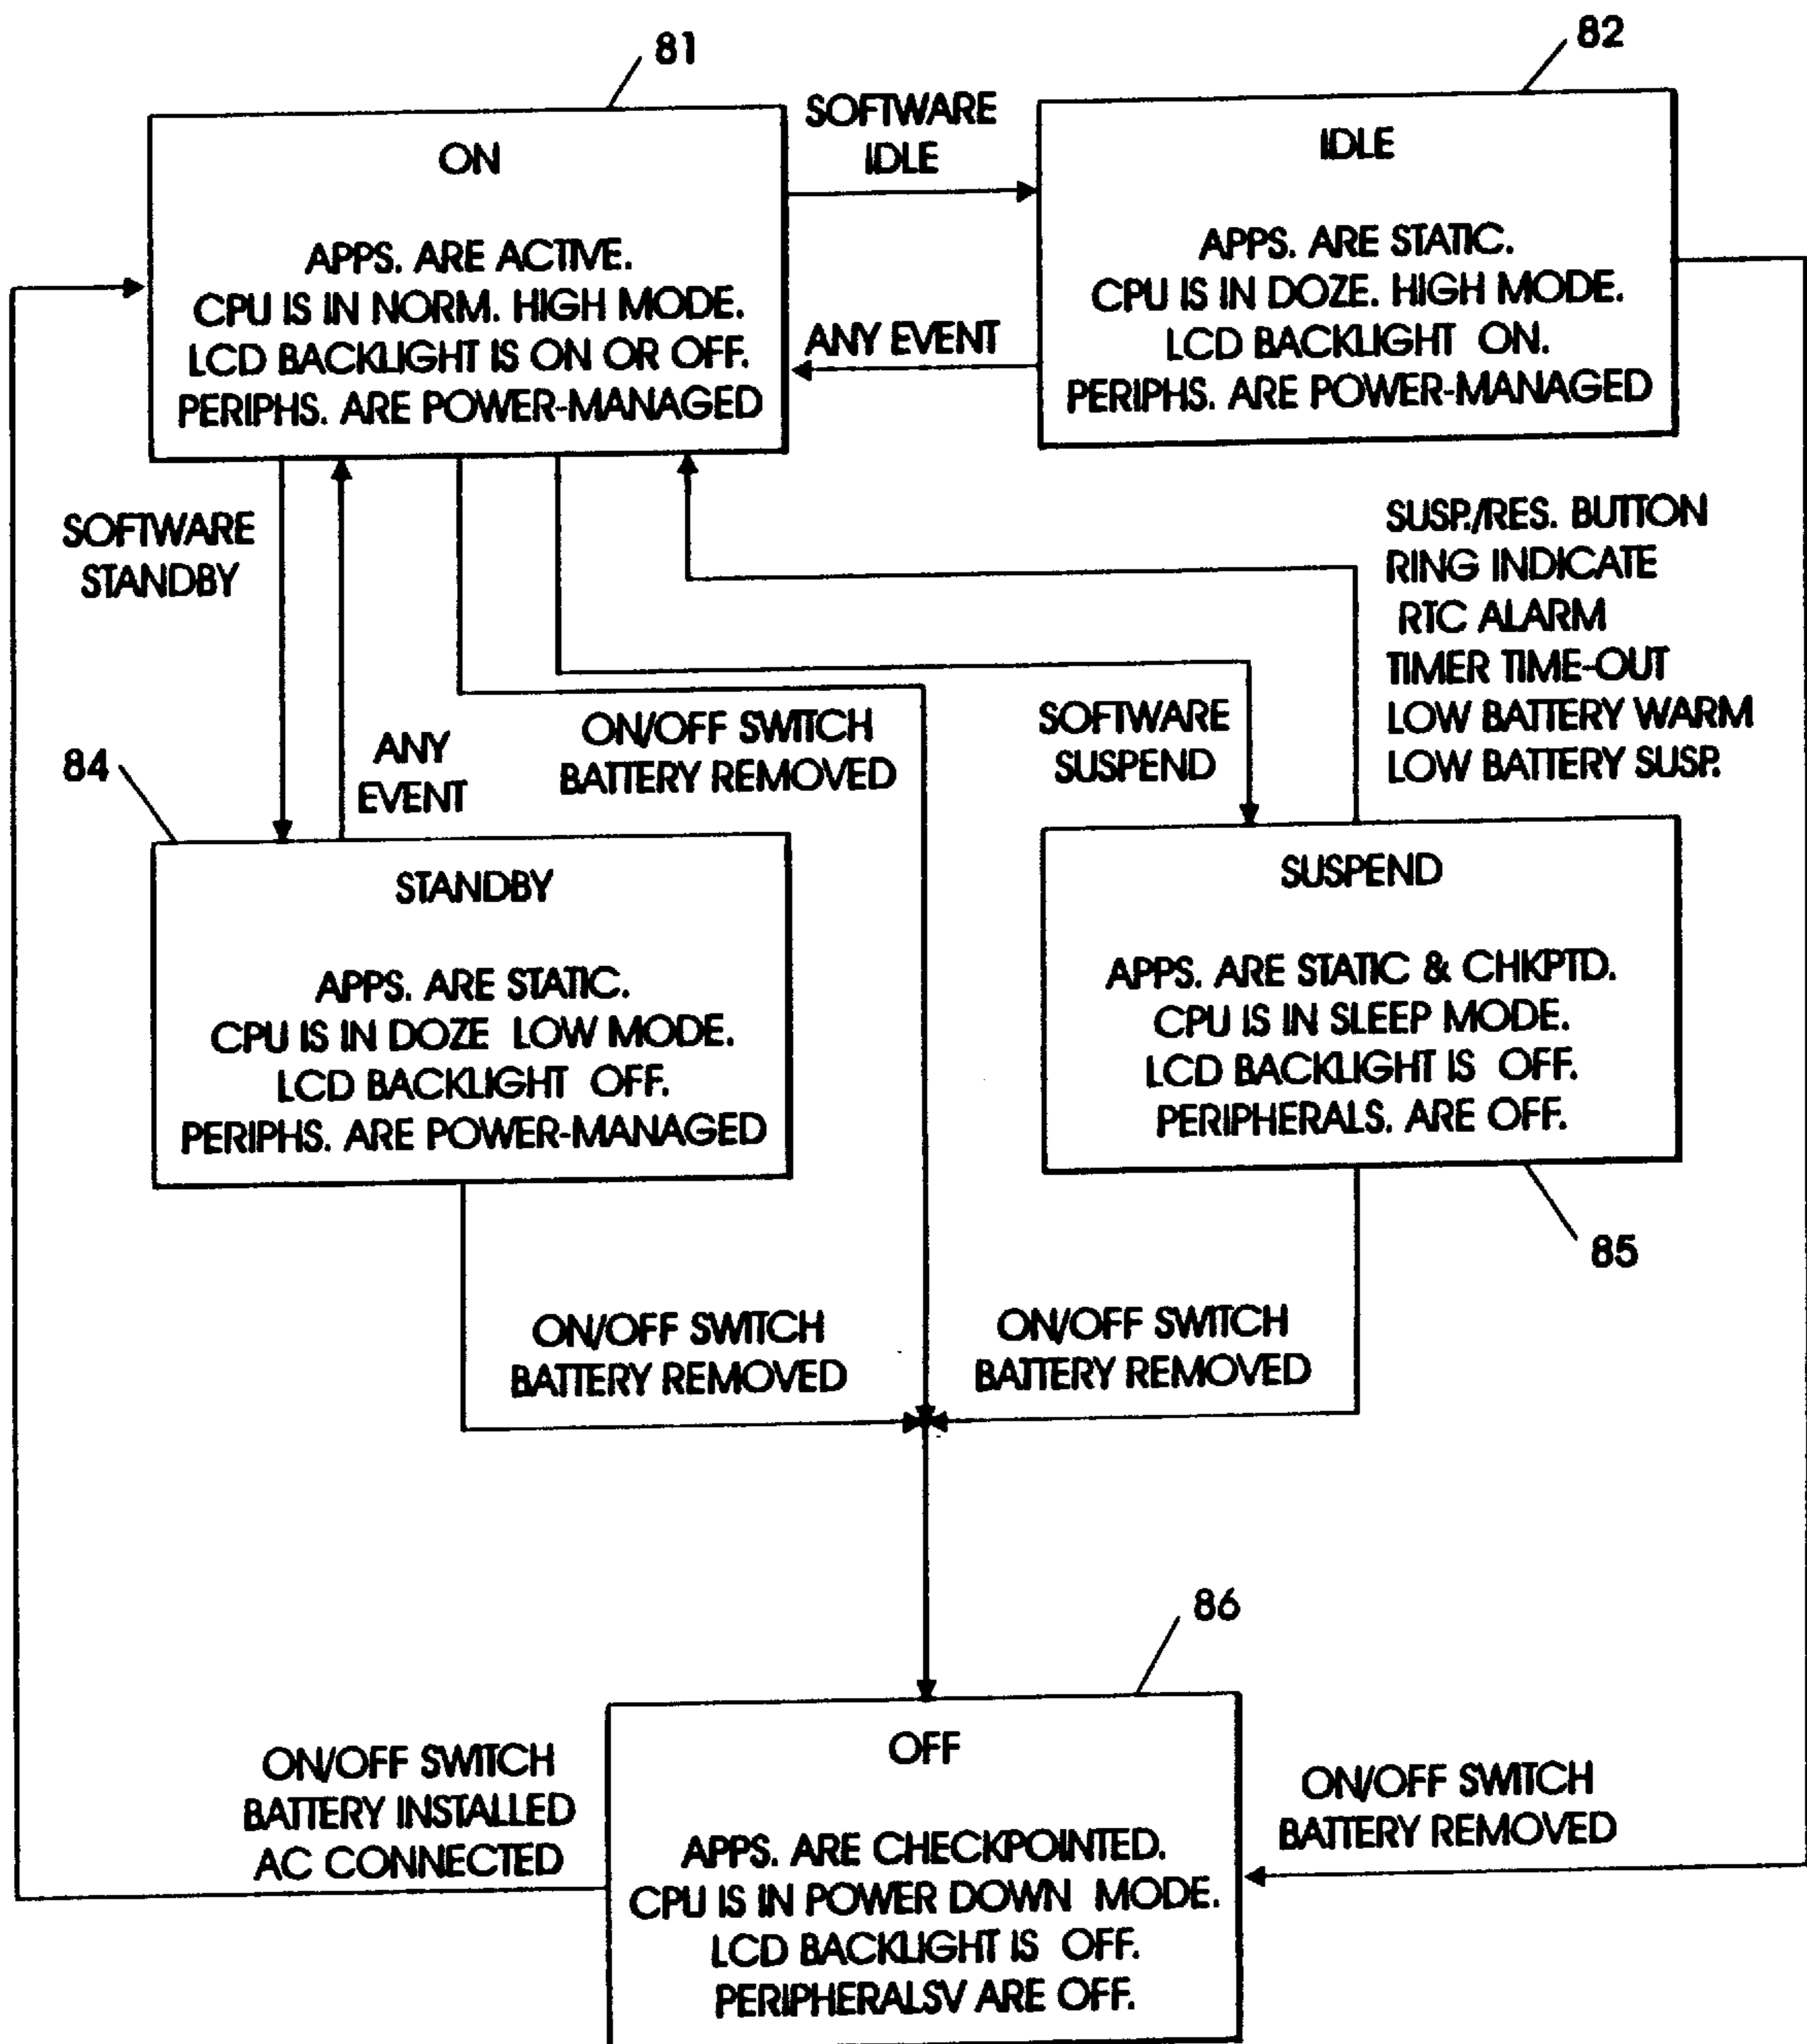 81
82
SOFTWARE
IDLE
ON
APPS. ARE ACTIVE.
CPU IS IN NORM. HIGH MODE.
LCD BACKLIGHT IS ON OR OFF.
PERIPHS. ARE POWER-MANAGED
IDLE
APPS. ARE STATIC.
CPU IS IN DOZE. HIGH MODE.
LCD BACKLIGHT ON.
PERIPHS. ARE POWER-MANAGED
ANY EVENT
SOFTWARE
STANDBY
SUSP./RES. BUTTON
RING INDICATE
RTC ALARM
TIMER TIME-OUT
LOW BATTERY WARM
LOW BATTERY SUSP.
84
ANY
EVENT
ON/OFF SWITCH
BATTERY REMOVED
SOFTWARE
SUSPEND
STANDBY
APPS. ARE STATIC.
CPU IS IN DOZE LOW MODE.
LCD BACKLIGHT OFF.
PERIPHS. ARE POWER-MANAGED
SUSPEND
APPS. ARE STATIC & CHKPTD.
CPU IS IN SLEEP MODE.
LCD BACKLIGHT IS OFF.
PERIPHERALS. ARE OFF.
85
ON/OFF SWITCH
BATTERY REMOVED
ON/OFF SWITCH
BATTERY REMOVED
86
ON/OFF SWITCH
BATTERY INSTALLED
AC CONNECTED
OFF
APPS. ARE CHECKPOINTED.
CPU IS IN POWER DOWN MODE.
LCD BACKLIGHT IS OFF.
PERIPHERALSV ARE OFF.
ON/OFF SWITCH
BATTERY REMOVED